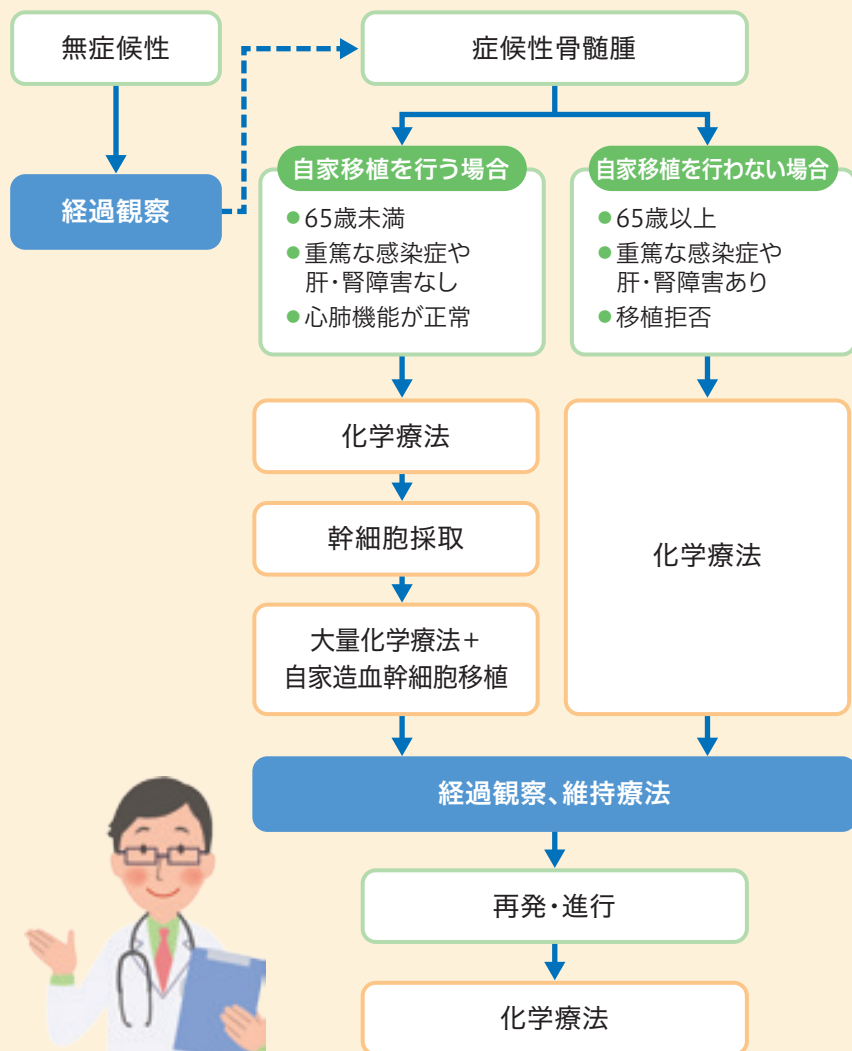 無症候性
症候性骨髄腫
経過観察
自家移植を行う場合
●65歳未満
●重篤な感染症や
肝・腎障害なし
●心肺機能が正常
自家移植を行わない場合
●65歳以上
●重篤な感染症や
肝・腎障害あり
●移植拒否
化学療法
幹細胞採取
大量化学療法+
自家造血幹細胞移植
化学療法
経過観察、維持療法
再発・進行
化学療法